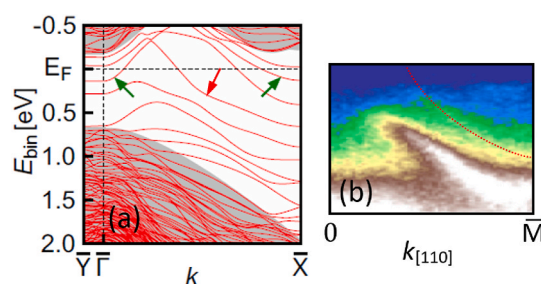 -0.5
E_F
0.5
1.0
1.5
2.0
E_bin [eV]
(a)
Ȳ Γ̄ k X̄
(b)
0 M̄
k_[110]